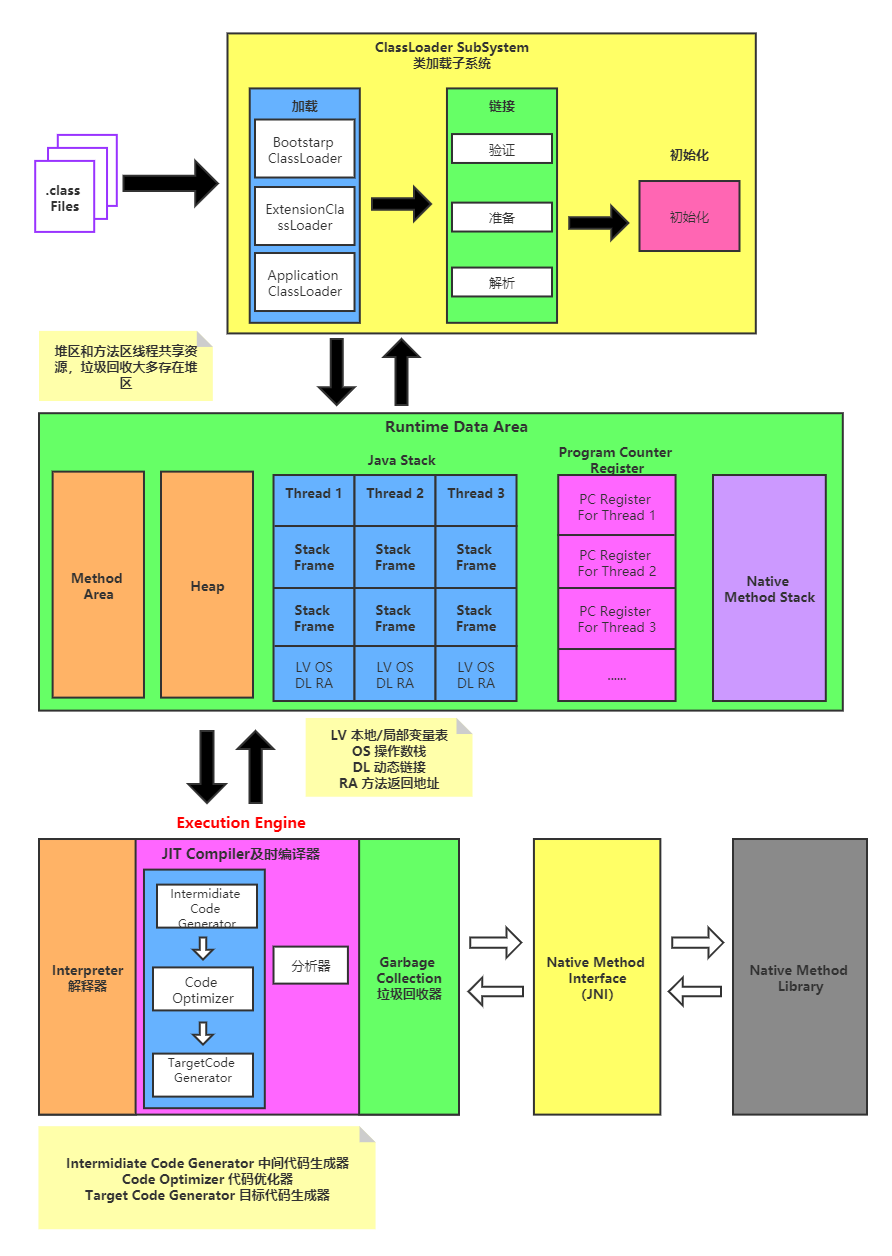 ClassLoader SubSystem
类加载子系统
加载
Bootstarp
ClassLoader
ExtensionCla
ssLoader
Application
ClassLoader
链接
验证
准备
解析
初始化
初始化
.class
Files
堆区和方法区线程共享资
源，垃圾回收大多存在堆
区
Runtime Data Area
Method
Area
Heap
Java Stack
Thread 1
Thread 2
Thread 3
Stack
Frame
Stack
Frame
Stack
Frame
Stack
Frame
Stack
Frame
Stack
Frame
LV OS
DL RA
LV OS
DL RA
LV OS
DL RA
Program Counter
Register
PC Register
For Thread 1
PC Register
For Thread 2
PC Register
For Thread 3
......
Native
Method Stack
LV 本地/局部变量表
OS 操作数栈
DL 动态链接
RA 方法返回地址
Execution Engine
Interpreter
解释器
JIT Compiler及时编译器
Intermidiate
Code
Generator
Code
Optimizer
TargetCode
Generator
分析器
Garbage
Collection
垃圾回收器
Native Method
Interface
（JNI）
Native Method
Library
Intermidiate Code Generator 中间代码生成器
Code Optimizer 代码优化器
Target Code Generator 目标代码生成器